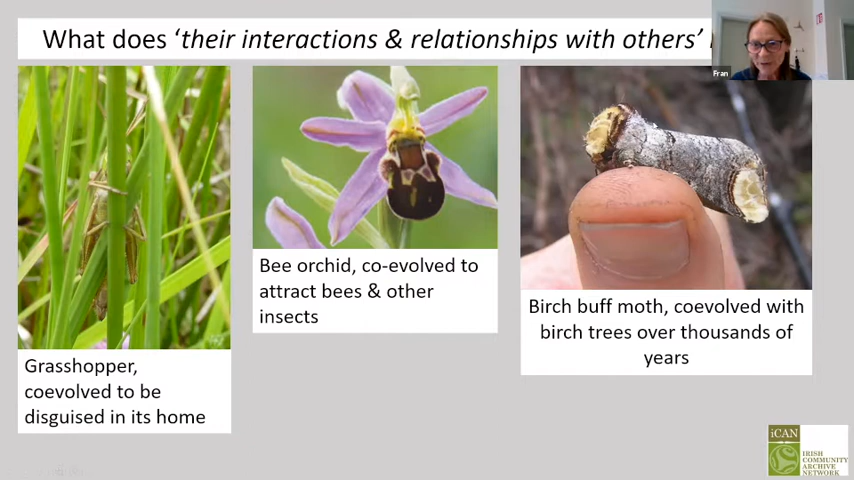 What does ‘their interactions & relationships with others’
Fran
Grasshopper,
coevolved to be
disguised in its home
Bee orchid, co-evolved to
attract bees & other
insects
Birch buff moth, coevolved with
birch trees over thousands of
years
iCAN
IRISH
COMMUNITY
ARCHIVE
NETWORK